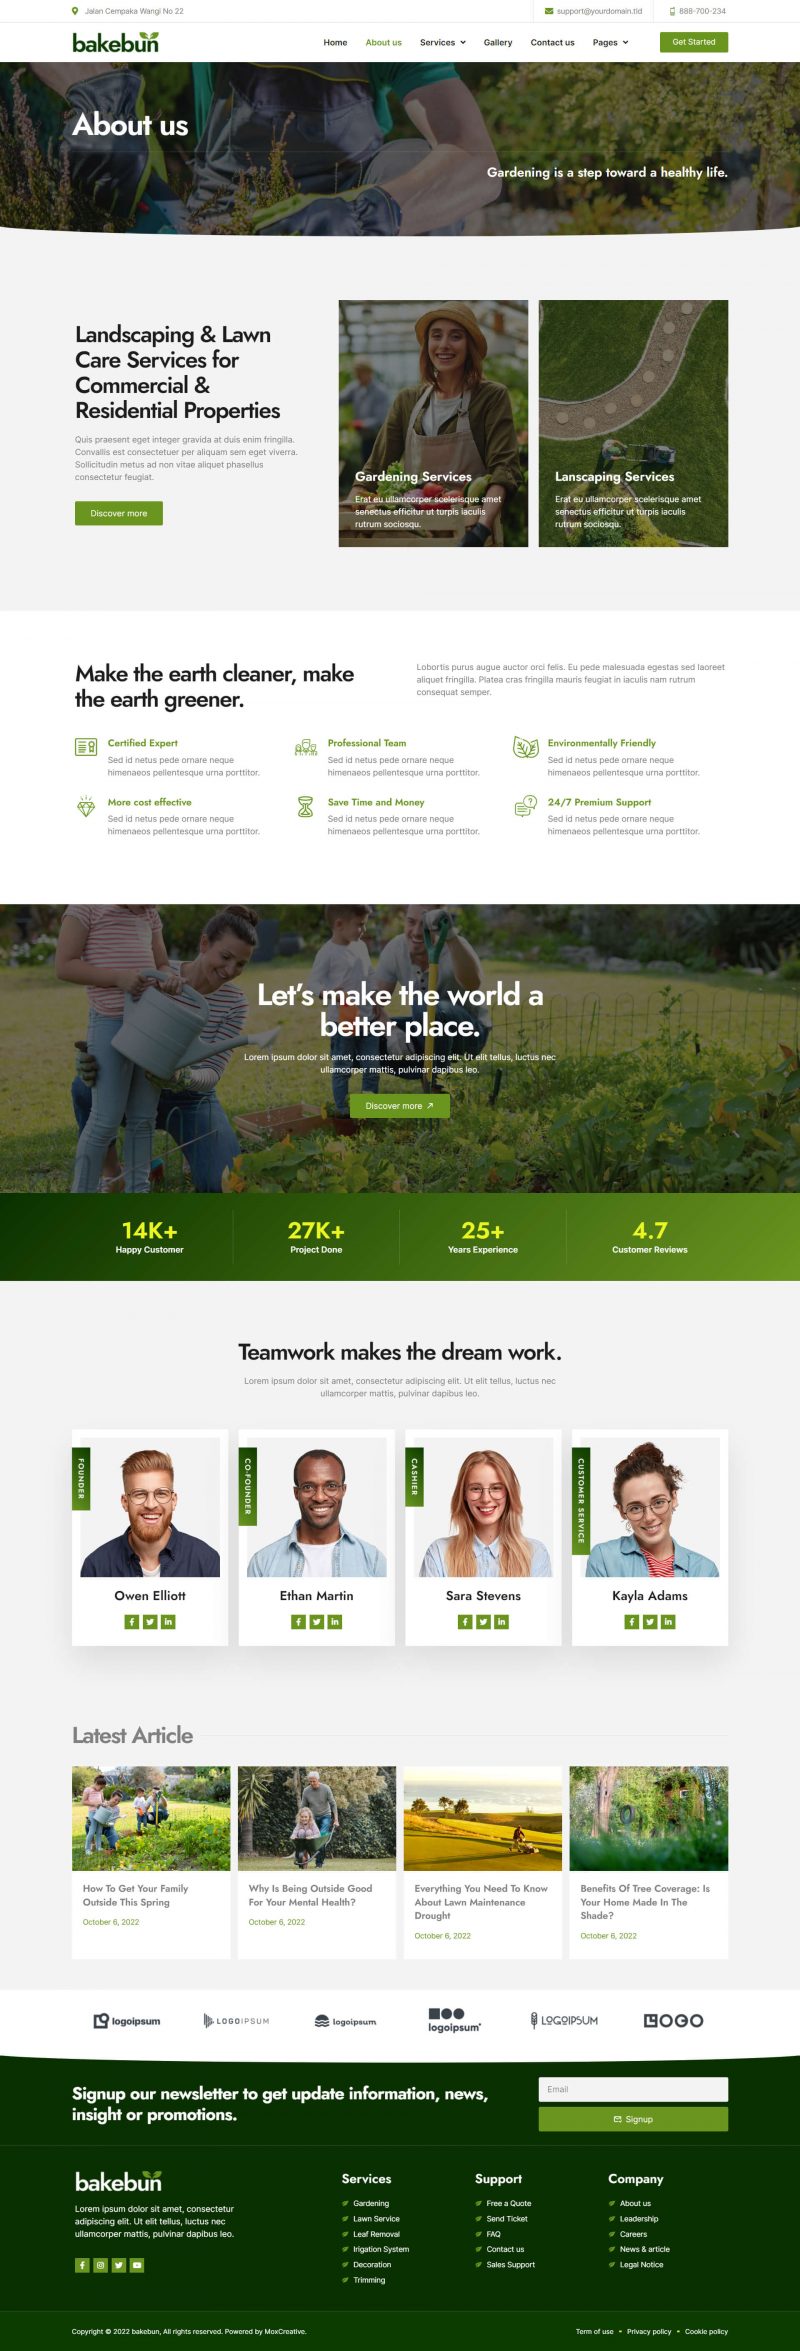 Jalan Cempaka Wangi No 22
support@yourdomain.tld
888-700-234
bakebun
Home
About us
Services
Gallery
Contact us
Pages
Get Started
About us
Gardening is a step toward a healthy life.
Landscaping & Lawn
Care Services for
Commercial &
Residential Properties
Quis praesent eget integer gravida at duis enim fringilla.
Convallis est consectetuer per aliquam sem eget viverra.
Sollicitudin metus ad non vitae aliquet phasellus
consectetur feugiat.
Discover more
Gardening Services
Erat eu ullamcorper scelerisque amet
senectus efficitur ut turpis iaculis
rutrum sociosqu.
Lanscaping Services
Erat eu ullamcorper scelerisque amet
senectus efficitur ut turpis iaculis
rutrum sociosqu.
Make the earth cleaner, make
the earth greener.
Lobortis purus augue auctor orci felis. Eu pede malesuada egestas sed laoreet
aliquet fringilla. Platea cras fringilla mauris feugiat in iaculis nam rutrum
consequat semper.
Certified Expert
Sed id netus pede ornare neque
himenaeos pellentesque urna porttitor.
Professional Team
Sed id netus pede ornare neque
himenaeos pellentesque urna porttitor.
Environmentally Friendly
Sed id netus pede ornare neque
himenaeos pellentesque urna porttitor.
More cost effective
Sed id netus pede ornare neque
himenaeos pellentesque urna porttitor.
Save Time and Money
Sed id netus pede ornare neque
himenaeos pellentesque urna porttitor.
24/7 Premium Support
Sed id netus pede ornare neque
himenaeos pellentesque urna porttitor.
Let's make the world a
better place.
Lorem ipsum dolor sit amet, consectetur adipiscing elit. Ut elit tellus, luctus nec
ullamcorper mattis, pulvinar dapibus leo.
Discover more
14K+
Happy Customer
27K+
Project Done
25+
Years Experience
4.7
Customer Reviews
Teamwork makes the dream work.
Lorem ipsum dolor sit amet, consectetur adipiscing elit. Ut elit tellus, luctus nec
ullamcorper mattis, pulvinar dapibus leo.
FOUNDER
Owen Elliott
CO-FOUNDER
Ethan Martin
CASHIER
Sara Stevens
CUSTOMER SERVICE
Kayla Adams
Latest Article
How To Get Your Family
Outside This Spring
October 6, 2022
Why Is Being Outside Good
For Your Mental Health?
October 6, 2022
Everything You Need To Know
About Lawn Maintenance
Drought
October 6, 2022
Benefits Of Tree Coverage: Is
Your Home Made In The
Shade?
October 6, 2022
logoipsum
LOGOIPSUM
logoipsum
logoipsum
LOGOIPSUM
LOGO
Signup our newsletter to get update information, news,
insight or promotions.
Email
Signup
bakebun
Lorem ipsum dolor sit amet, consectetur
adipiscing elit. Ut elit tellus, luctus nec
ullamcorper mattis, pulvinar dapibus leo.
Services
Gardening
Lawn Service
Leaf Removal
Irigation System
Decoration
Trimming
Support
Free a Quote
Send Ticket
FAQ
Contact us
Sales Support
Company
About us
Leadership
Careers
News & article
Legal Notice
Copyright © 2022 bakebun, All rights reserved. Powered by MoxCreative.
Term of use
Privacy policy
Cookie policy